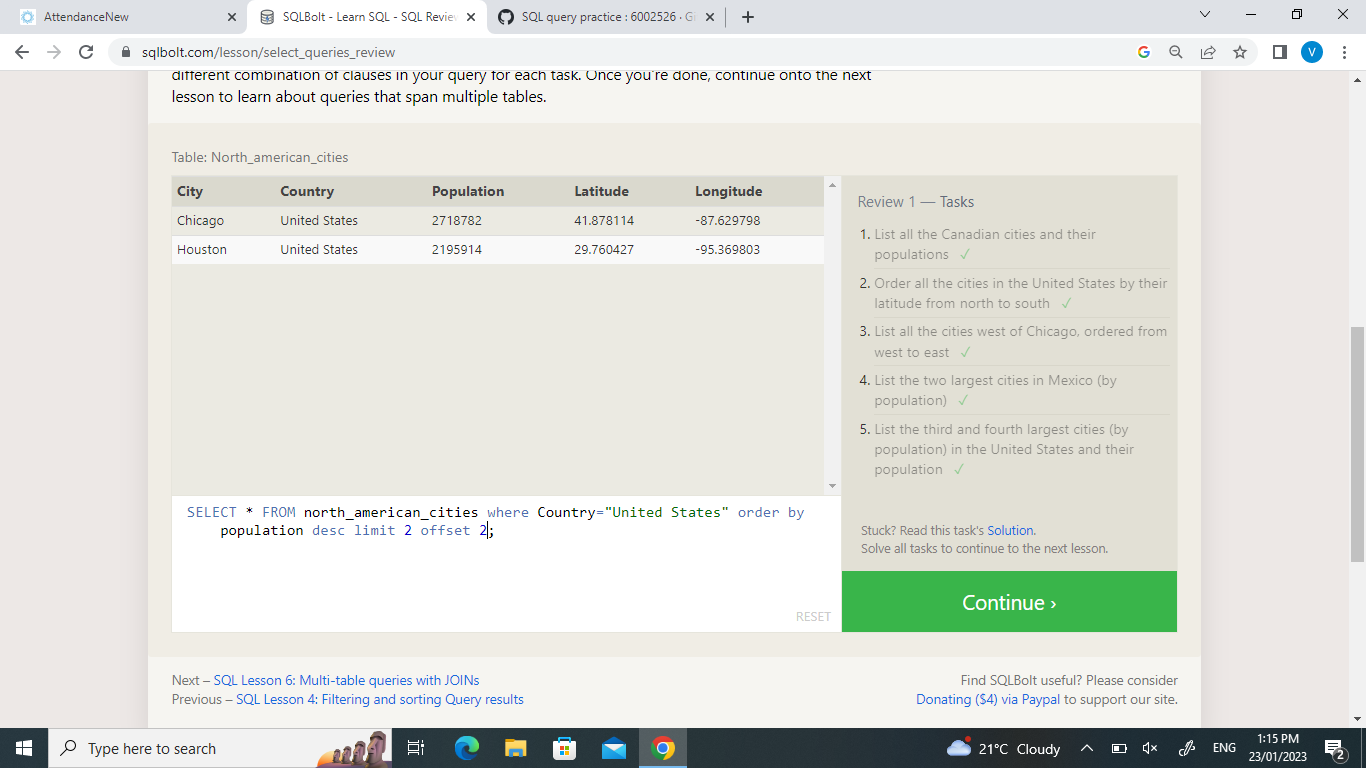 AttendanceNew
SQLBolt - Learn SQL - SQL Review
SQL query practice : 6002526 · G
sqlbolt.com/lesson/select_queries_review
V
different combination of clauses in your query for each task. Once you're done, continue onto the next
lesson to learn about queries that span multiple tables.
Table: North_american_cities
City Country Population Latitude Longitude
Chicago United States 2718782 41.878114 -87.629798
Houston United States 2195914 29.760427 -95.369803
Review 1 — Tasks
1. List all the Canadian cities and their
populations ✓
2. Order all the cities in the United States by their
latitude from north to south ✓
3. List all the cities west of Chicago, ordered from
west to east ✓
4. List the two largest cities in Mexico (by
population) ✓
5. List the third and fourth largest cities (by
population) in the United States and their
population ✓
SELECT * FROM north_american_cities where Country="United States" order by
population desc limit 2 offset 2;
RESET
Stuck? Read this task's Solution.
Solve all tasks to continue to the next lesson.
Continue ›
Next – SQL Lesson 6: Multi-table queries with JOINs
Previous – SQL Lesson 4: Filtering and sorting Query results
Find SQLBolt useful? Please consider
Donating ($4) via Paypal to support our site.
Type here to search
21°C Cloudy
ENG
1:15 PM
23/01/2023
2